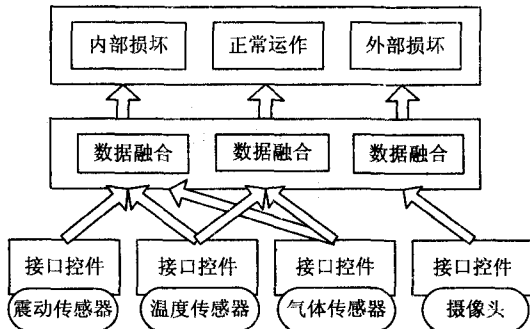 内部损坏 正常运作 外部损坏
数据融合 数据融合 数据融合
接口控件 接口控件 接口控件 接口控件
震动传感器 温度传感器 气体传感器 摄像头